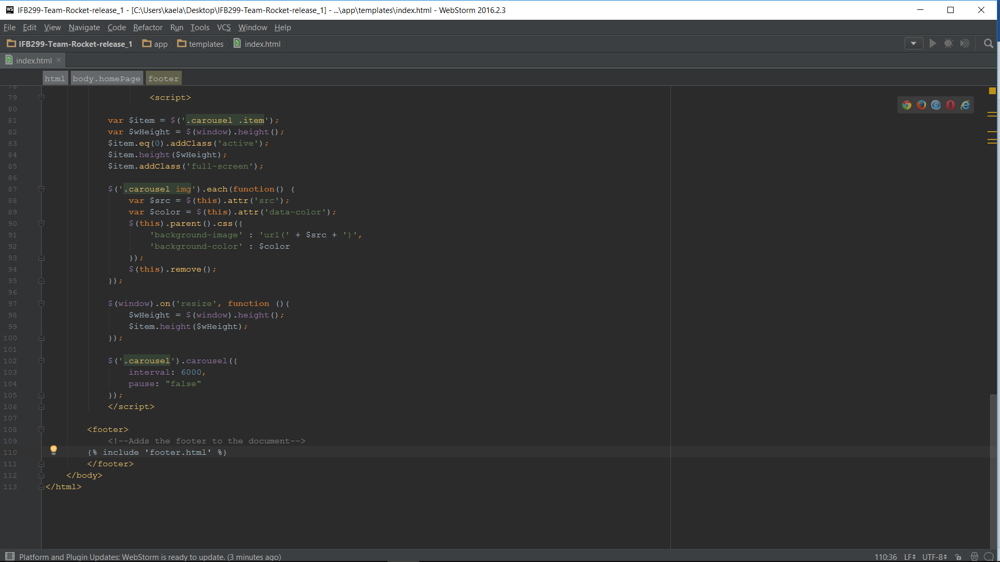 WS IFB299-Team-Rocket-release_1 - [C:\Users\kaela\Desktop\IFB299-Team-Rocket-release_1] - ...\app\templates\index.html - WebStorm 2016.2.3
File Edit View Navigate Code Refactor Run Tools VCS Window Help
IFB299-Team-Rocket-release_1 app templates index.html
index.html
html body.homePage footer
78
79 <script>
80
81 var $item = $('.carousel .item');
82 var $wHeight = $(window).height();
83 $item.eq(0).addClass('active');
84 $item.height($wHeight);
85 $item.addClass('full-screen');
86
87 $('.carousel img').each(function() {
88 var $src = $(this).attr('src');
89 var $color = $(this).attr('data-color');
90 $(this).parent().css({
91 'background-image' : 'url(' + $src + ')',
92 'background-color' : $color
93 });
94 $(this).remove();
95 });
96
97 $(window).on('resize', function (){
98 $wHeight = $(window).height();
99 $item.height($wHeight);
100 });
101
102 $('.carousel').carousel({
103 interval: 6000,
104 pause: "false"
105 });
106 </script>
107
108 <footer>
109 <!--Adds the footer to the document-->
110 {% include 'footer.html' %}
111 </footer>
112 </body>
113 </html>
Platform and Plugin Updates: WebStorm is ready to update. (3 minutes ago) 110:36 LF UTF-8